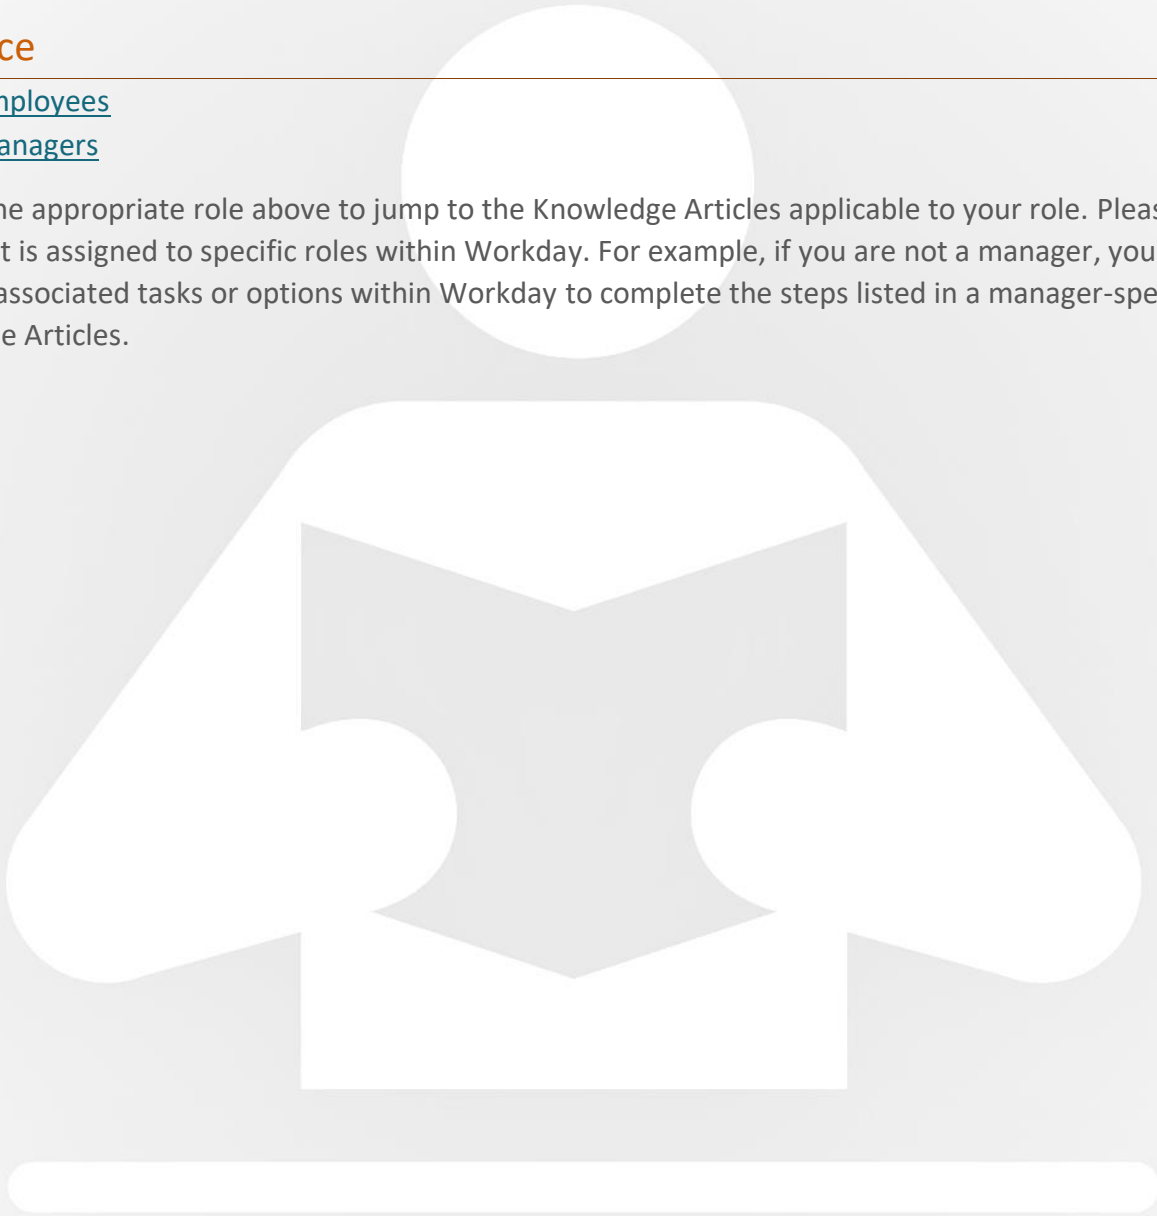 ce
mployees
anagers
he appropriate role above to jump to the Knowledge Articles applicable to your role. Pleas
t is assigned to specific roles within Workday. For example, if you are not a manager, you
associated tasks or options within Workday to complete the steps listed in a manager-spe
e Articles.